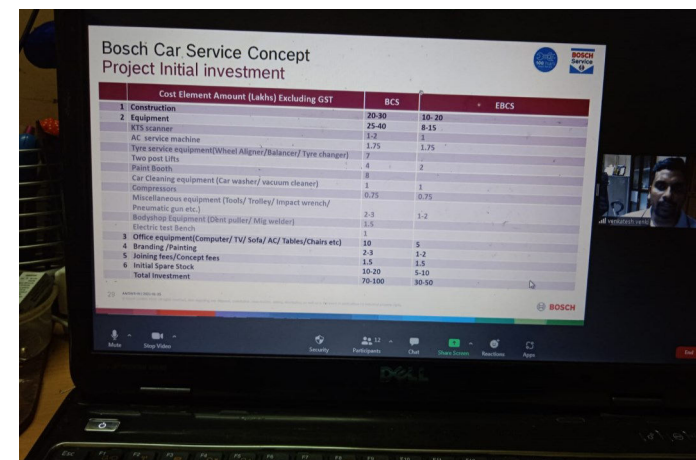 Bosch Car Service Concept
Project Initial investment
BOSCH
Service
Cost Element Amount (Lakhs) Excluding GST BCS EBCS
1 Construction 20-30 10- 20
2 Equipment 25-40 8-15
KTS scanner 1-2 1
AC service machine 1.75 1.75
Tyre service equipment(Wheel Aligner/Balancer/ Tyre changer) 7
Two post Lifts 4 2
Paint Booth 8
Car Cleaning equipment (Car washer/ vacuum cleaner) 1 1
Compressors 0.75 0.75
Miscellaneous equipment (Tools/ Trolley/ Impact wrench/
Pneumatic gun etc.) 2-3 1-2
Bodyshop Equipment (Dent puller/ Mig welder) 1.5
Electric test Bench 1
3 Office equipment(Computer/ TV/ Sofa/ AC/ Tables/Chairs etc) 10 5
4 Branding /Painting 2-3 1-2
5 Joining fees/Concept fees 1.5 1.5
6 Initial Spare Stock 10-20 5-10
Total Investment 70-100 30-50
29
BOSCH
Mute Stop Video Security Participants 12 Chat Share Screen Reactions Apps End
DELL
Esc F1 F2